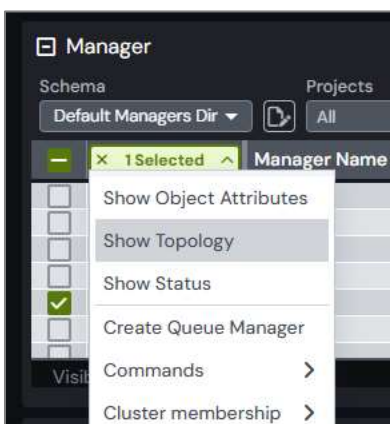 Manager
Schema Projects
Default Managers Dir All
1 Selected Manager Name
Show Object Attributes
Show Topology
Show Status
Create Queue Manager
Commands
Visib
Cluster membership